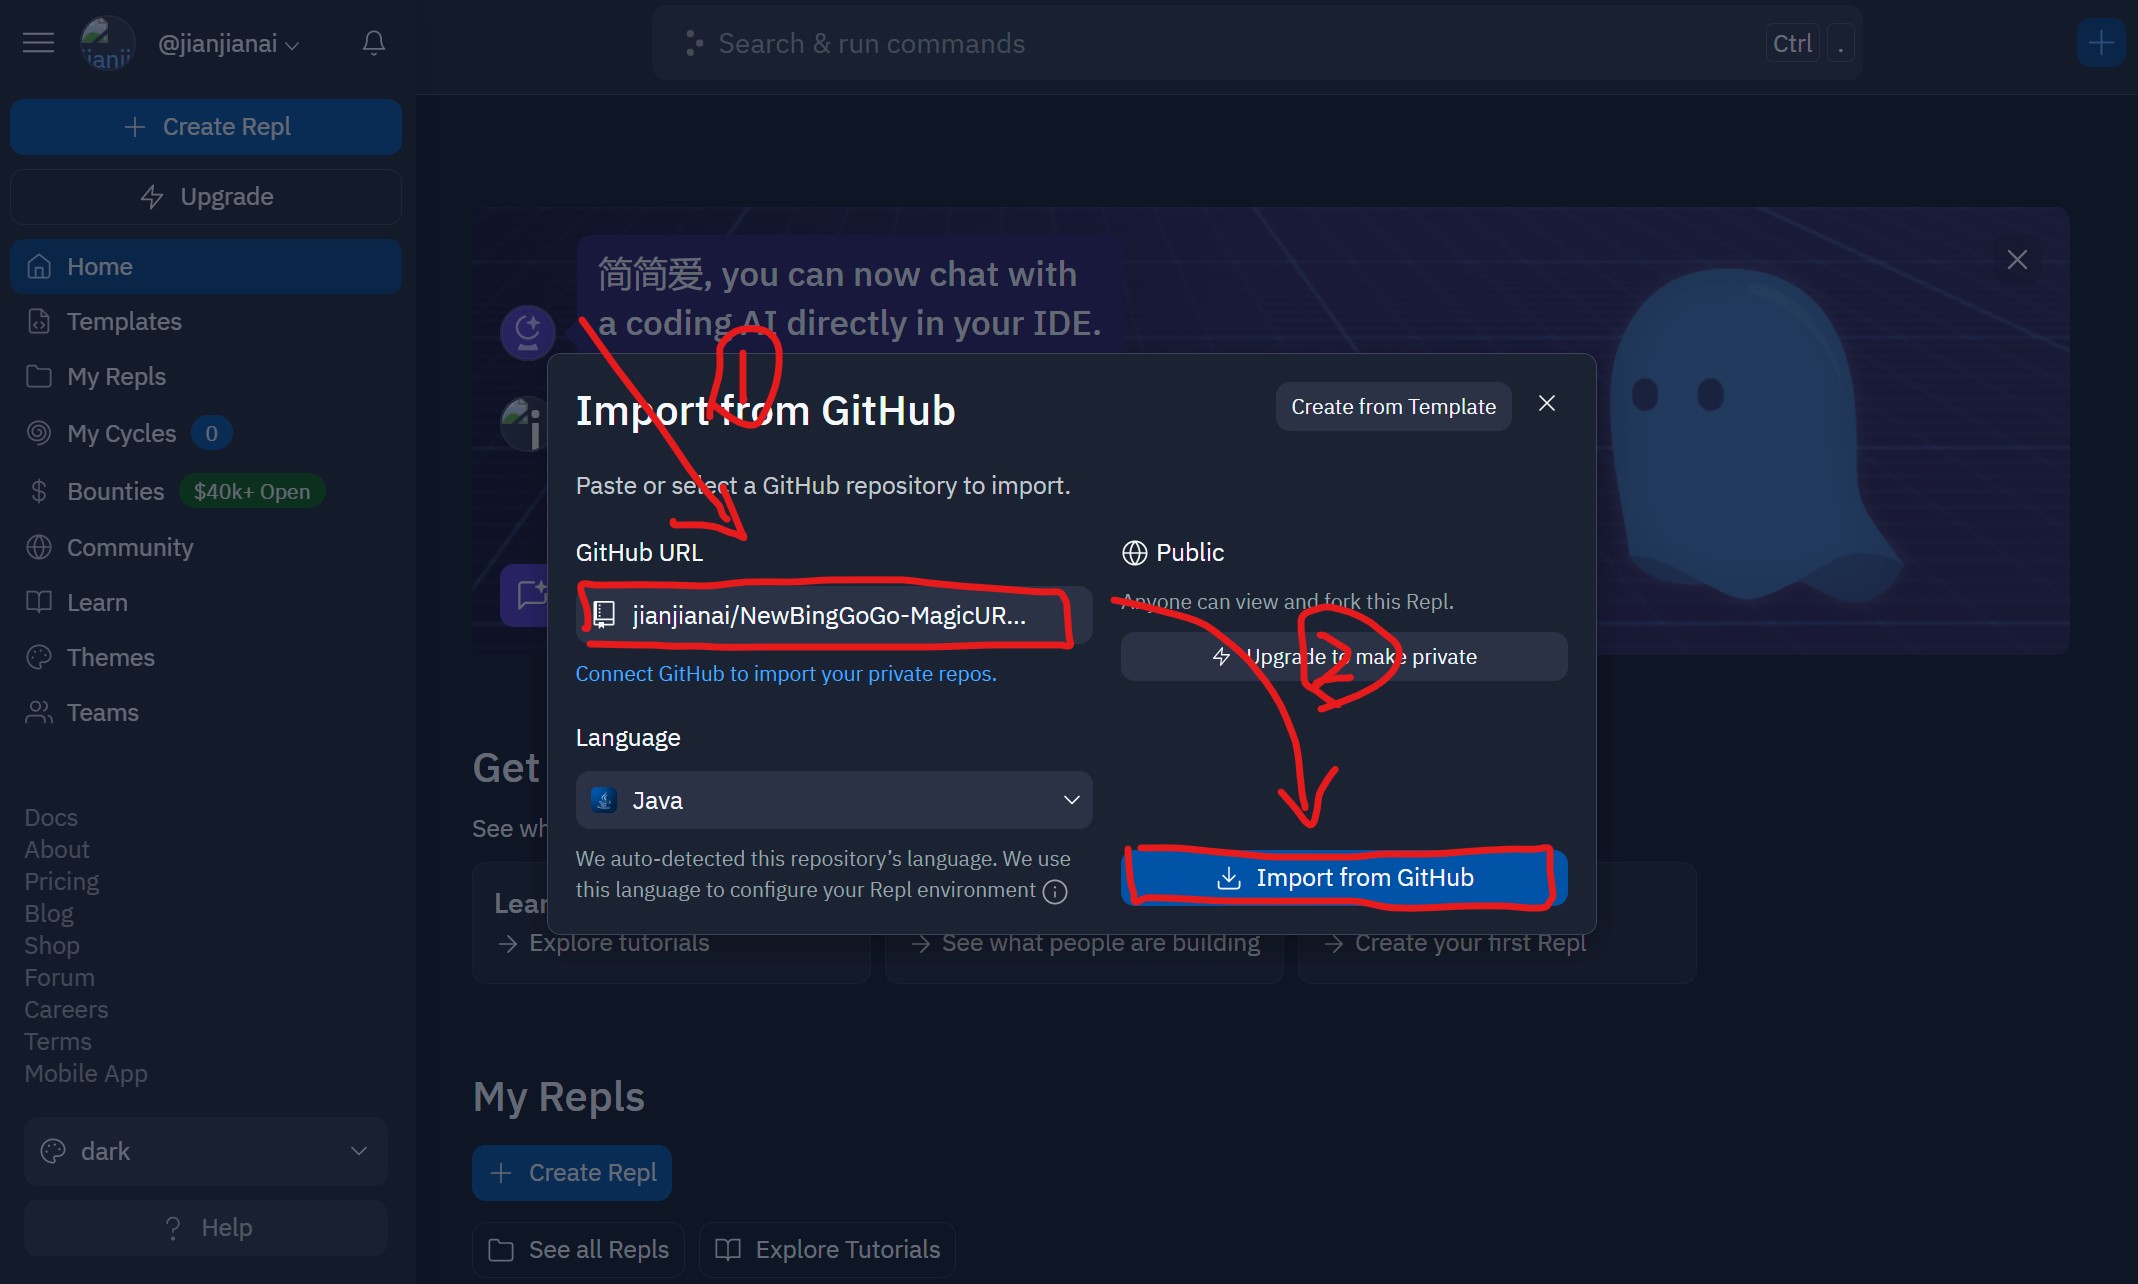 @jianjianai
Search & run commands
Ctrl
.
Create Repl
Upgrade
Home
Templates
My Repls
My Cycles 0
Bounties $40k+ Open
Community
Learn
Themes
Teams
Docs
About
Pricing
Blog
Shop
Forum
Careers
Terms
Mobile App
dark
? Help
简简爱, you can now chat with
a coding AI directly in your IDE.
1
Import from GitHub
Create from Template
Paste or select a GitHub repository to import.
GitHub URL
jianjianai/NewBingGoGo-MagicUR...
Connect GitHub to import your private repos.
Language
Java
We auto-detected this repository’s language. We use
this language to configure your Repl environment
Public
Anyone can view and fork this Repl.
2
Upgrade to make private
Import from GitHub
Get
See wh
Lear
Explore tutorials
See what people are building
Create your first Repl
My Repls
Create Repl
See all Repls
Explore Tutorials